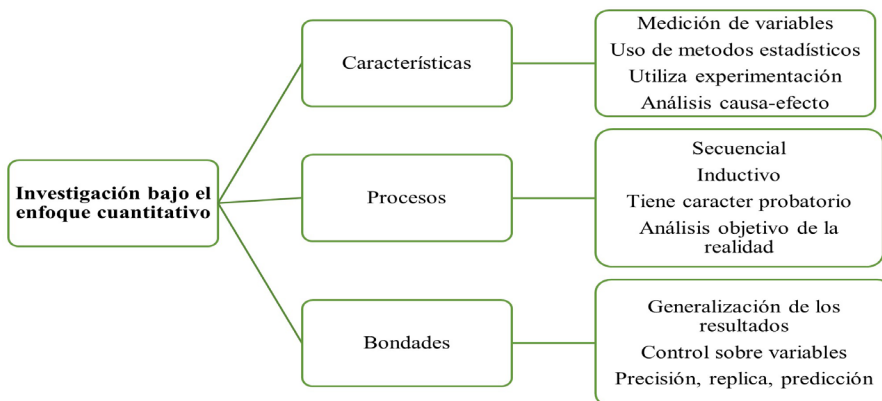 Investigación bajo el
enfoque cuantitativo
Característicias
Medición de variables
Uso de metodos estadísticos
Utiliza experimentación
Análisis causa-efecto
Procesos
Secuencial
Inductivo
Tiene caracter probatorio
Análisis objetivo de la
realidad
Bondades
Generalización de los
resultados
Control sobre variables
Precisión, replica, predicción